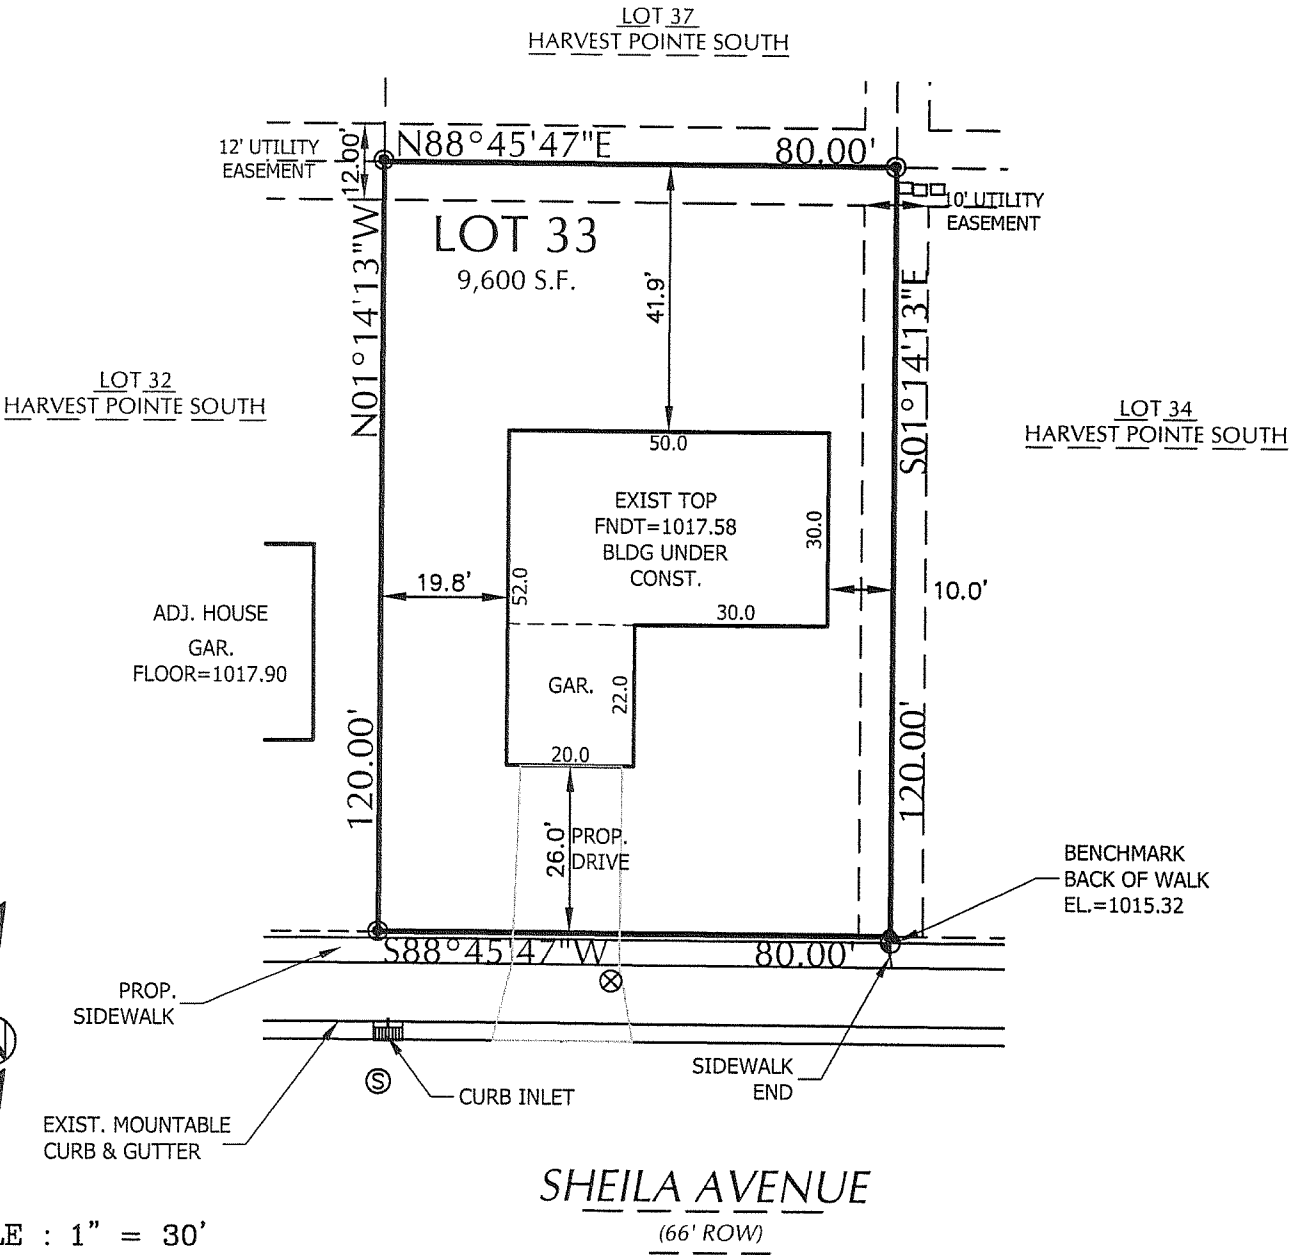 LOT 37
HARVEST POINTE SOUTH
12' UTILITY
EASEMENT
12.00'
N88°45'47"E
80.00'
10' UTILITY
EASEMENT
LOT 33
9,600 S.F.
N01°14'13"W
41.9'
S01°14'13"E
LOT 32
HARVEST POINTE SOUTH
LOT 34
HARVEST POINTE SOUTH
50.0
EXIST TOP
FNDT=1017.58
BLDG UNDER
CONST.
30.0
19.8'
52.0
10.0'
30.0
ADJ. HOUSE
GAR.
FLOOR=1017.90
GAR.
22.0
20.0
120.00'
120.00'
26.0'
PROP.
DRIVE
BENCHMARK
BACK OF WALK
EL.=1015.32
S88°45'47"W
80.00'
PROP.
SIDEWALK
SIDEWALK
END
S
CURB INLET
EXIST. MOUNTABLE
CURB & GUTTER
SHEILA AVENUE
(66' ROW)
LE : 1" = 30'